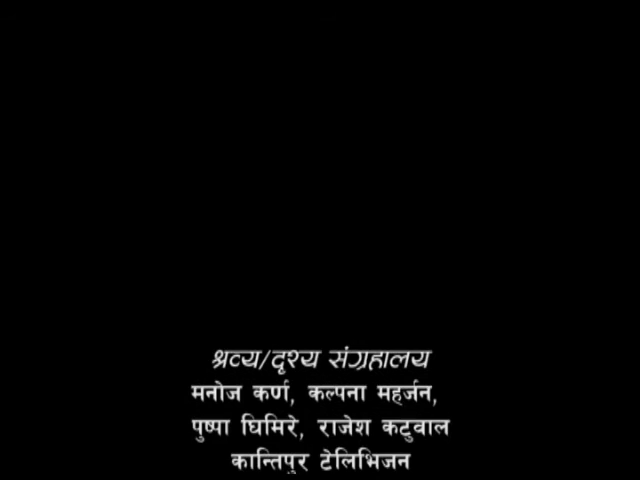 श्रव्य/दृश्य संग्रहालय
मनोज कर्ण, कल्पना महर्जन,
पुष्पा घिमिरे, राजेश कटुवाल
कान्तिपुर टेलिभिजन